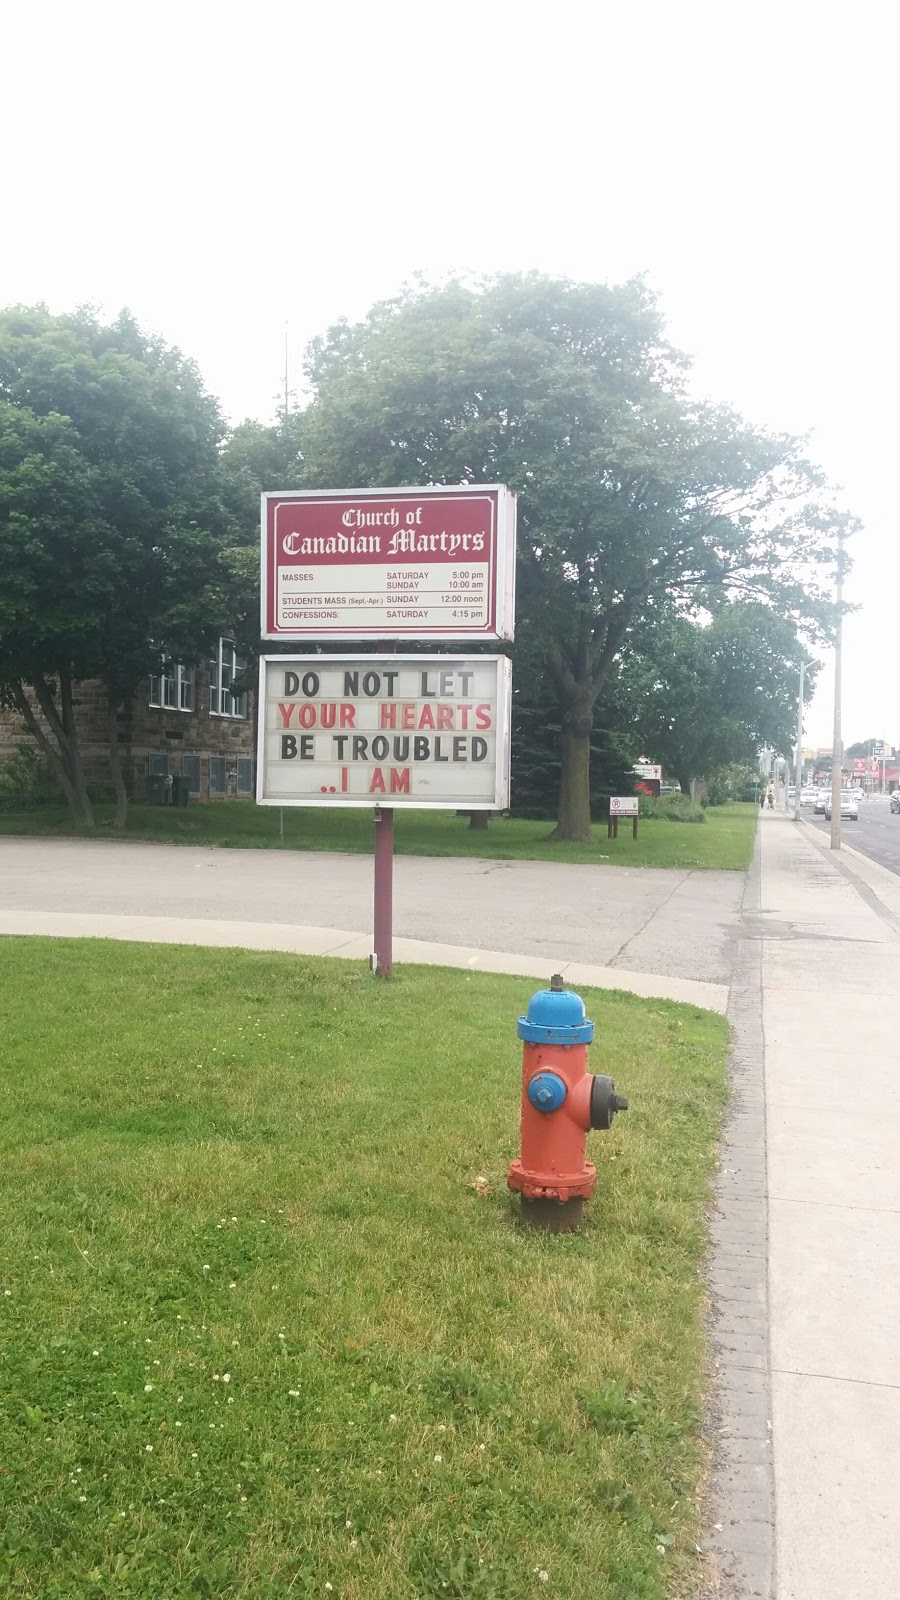 Church of
Canadian Martyrs
MASSES SATURDAY 5:00 pm
SUNDAY 10:00 am
STUDENTS MASS (Sept.-Apr.) SUNDAY 12:00 noon
CONFESSIONS: SATURDAY 4:15 pm
DO NOT LET
YOUR HEARTS
BE TROUBLED
..I AM